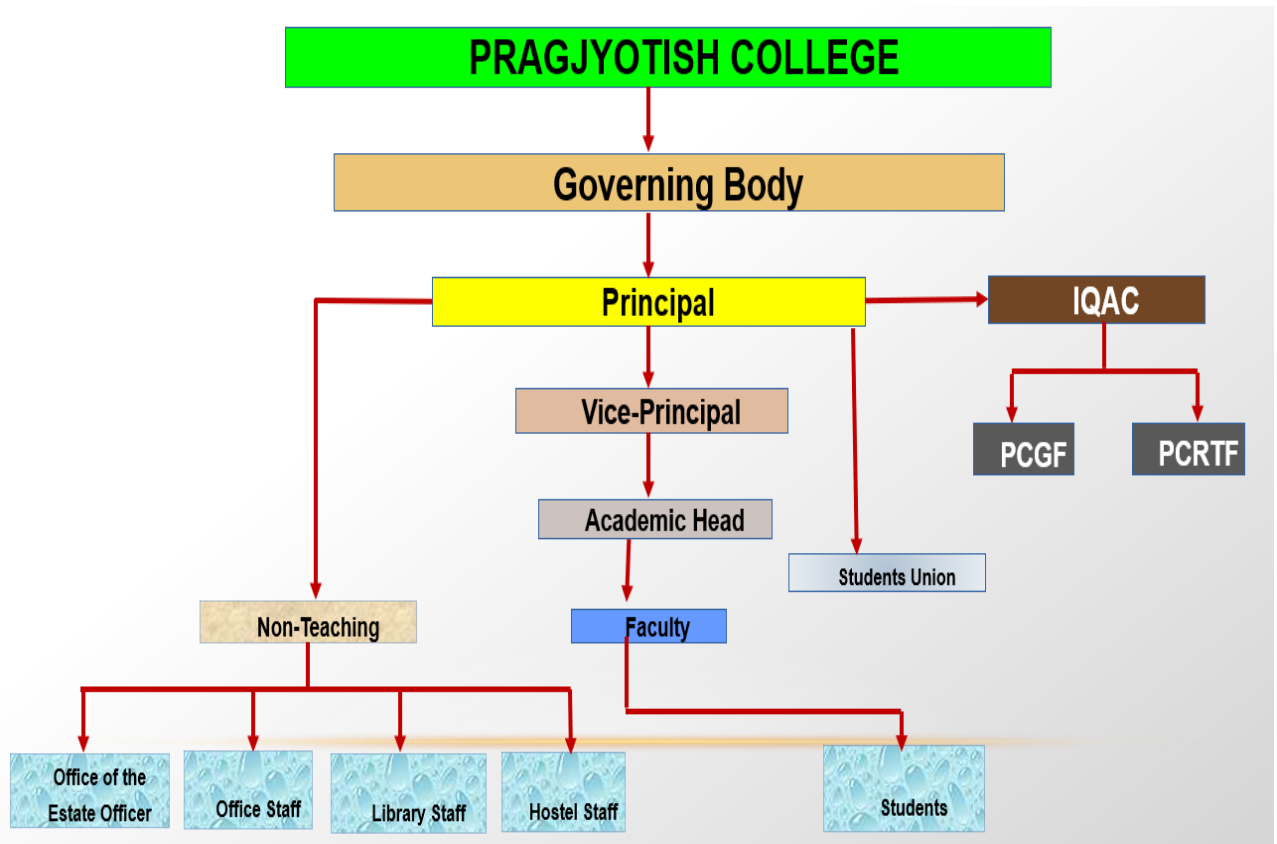 PRAGJYOTISH COLLEGE
Governing Body
Principal
IQAC
Vice-Principal
PCGF
PCRTF
Academic Head
Students Union
Non-Teaching
Faculty
Office of the
Estate Officer
Office Staff
Library Staff
Hostel Staff
Students